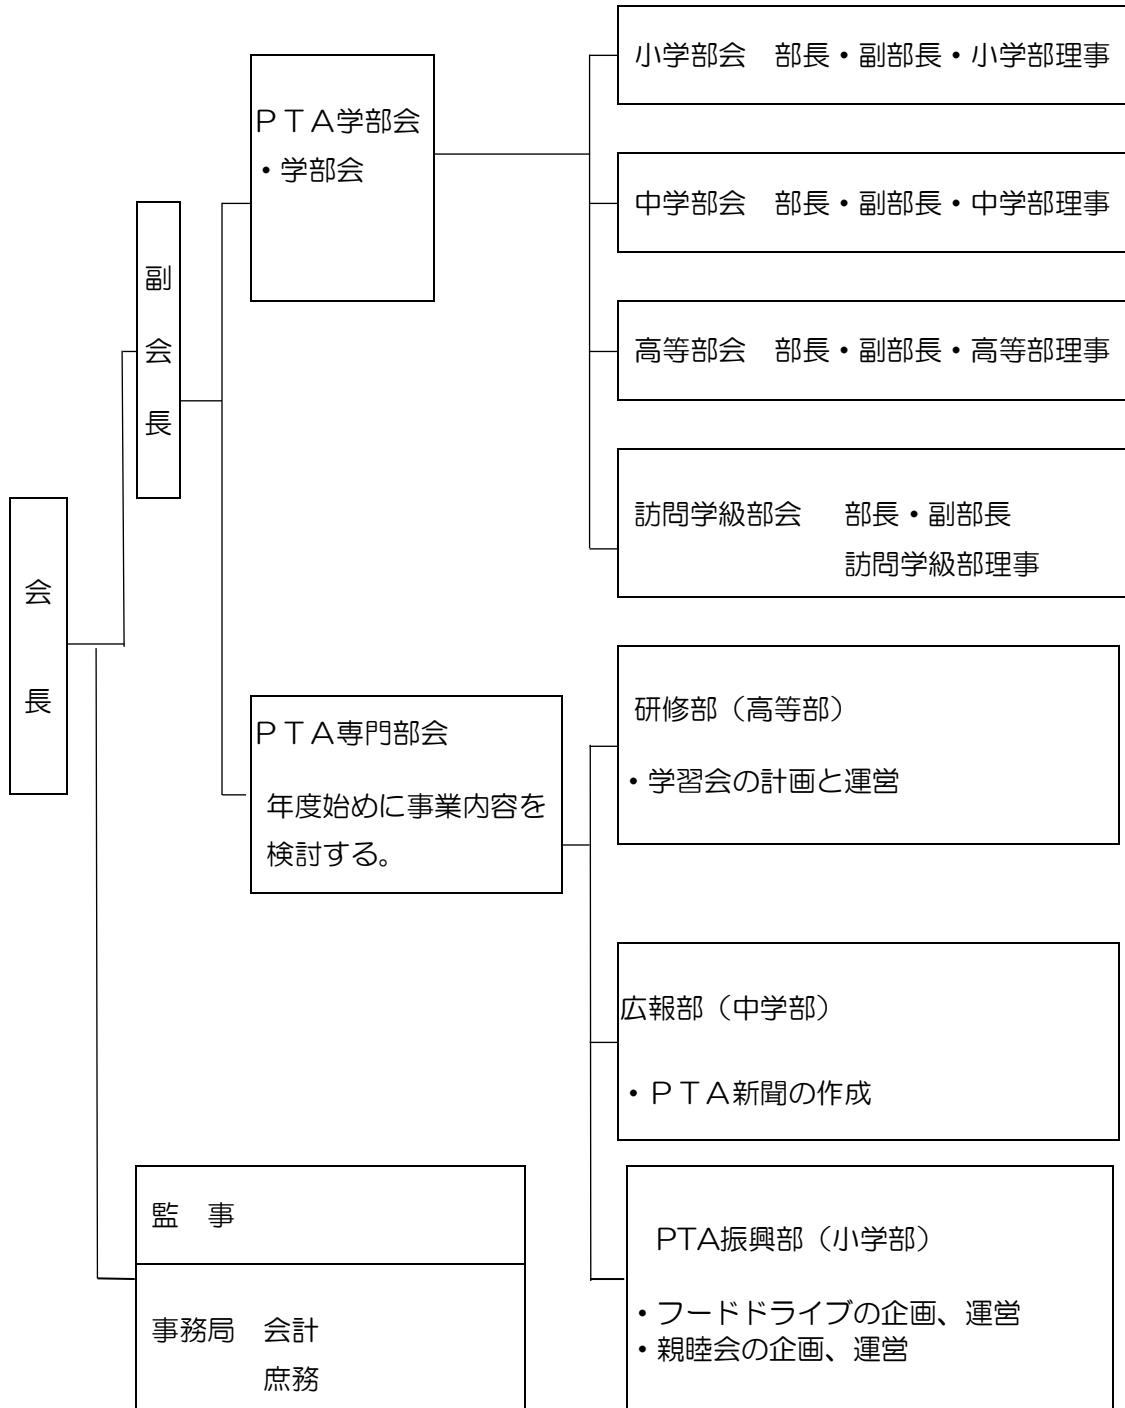 会長
副会長
ＰＴＡ学部会
・学部会
小学部会　部長・副部長・小学部理事
中学部会　部長・副部長・中学部理事
高等部会　部長・副部長・高等部理事
訪問学級部会　部長・副部長
訪問学級部理事
ＰＴＡ専門部会
年度始めに事業内容を
検討する。
研修部（高等部）
・学習会の計画と運営
広報部（中学部）
・ＰＴＡ新聞の作成
PTA振興部（小学部）
・フードドライブの企画、運営
・親睦会の企画、運営
監　事
事務局　会計
庶務